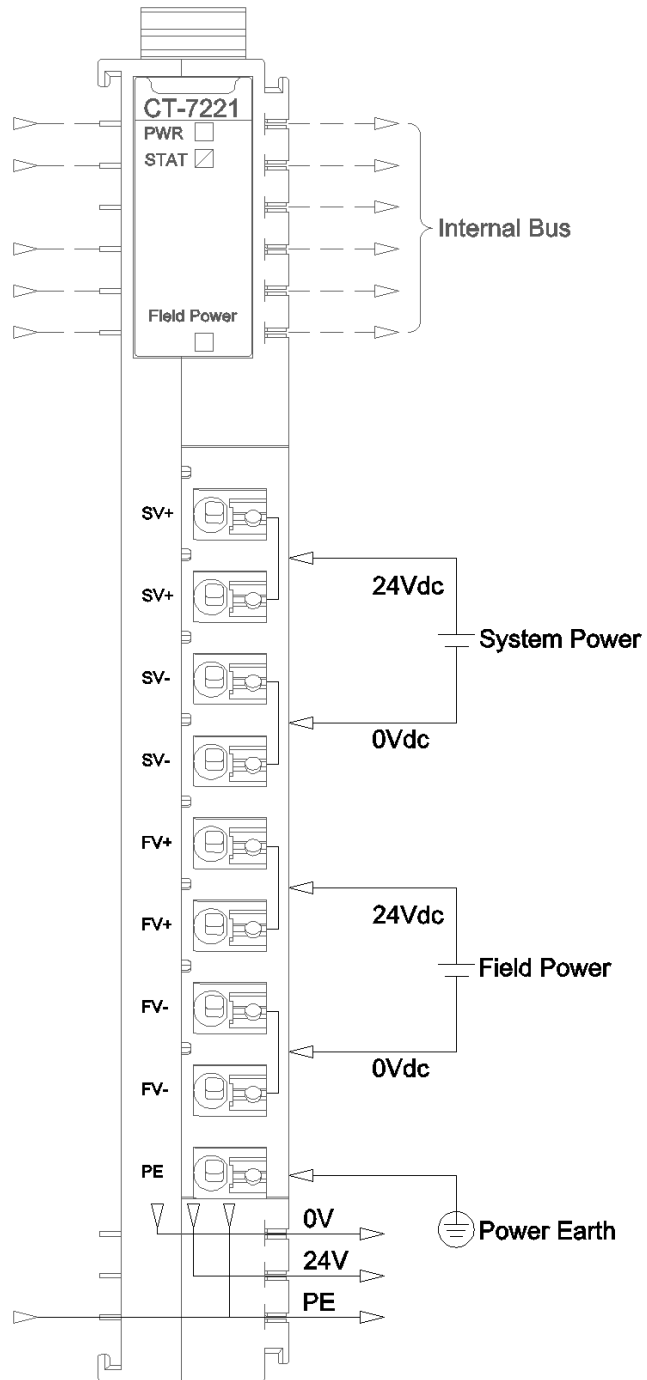 CT-7221
PWR
STAT
Internal Bus
Field Power
SV+
24Vdc
SV+
System Power
SV-
0Vdc
SV-
FV+
24Vdc
FV+
Field Power
FV-
0Vdc
FV-
PE
0V
Power Earth
24V
PE